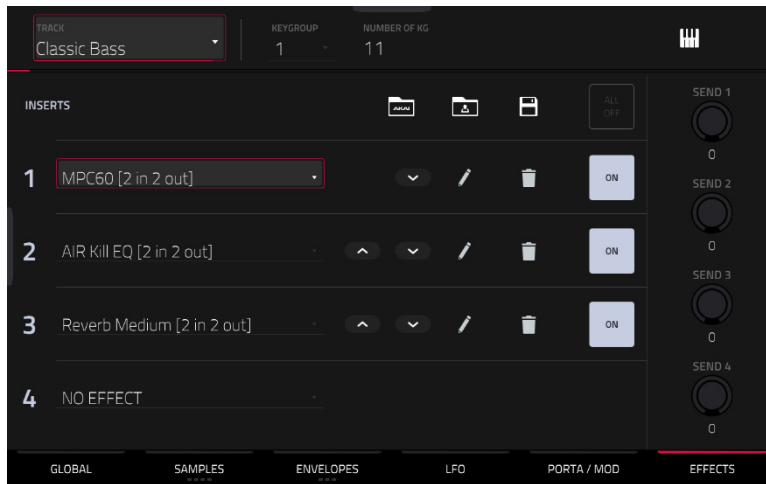 TRACK
Classic Bass
KEYGROUP
1
NUMBER OF KG
11
INSERTS
AKAI
ALL
OFF
SEND 1
0
1
MPC60 [2 in 2 out]
ON
SEND 2
0
2
AIR Kill EQ [2 in 2 out]
ON
SEND 3
0
3
Reverb Medium [2 in 2 out]
ON
SEND 4
0
4
NO EFFECT
GLOBAL
SAMPLES
ENVELOPES
LFO
PORTA / MOD
EFFECTS